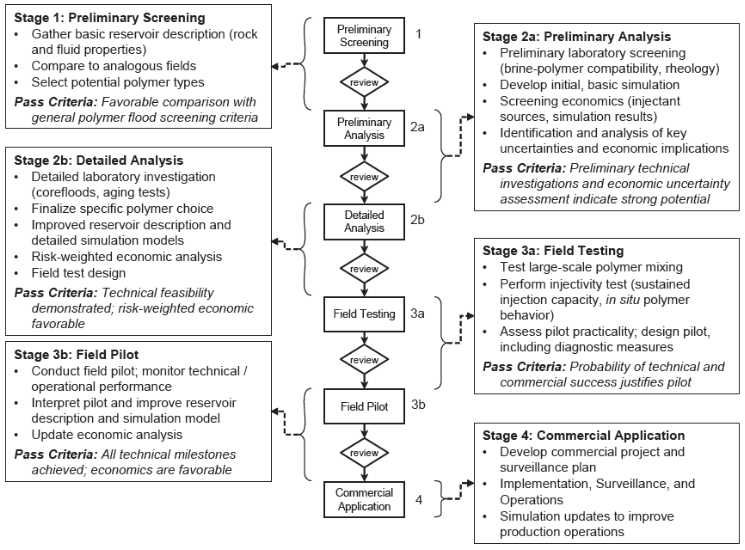 Stage 1: Preliminary Screening
• Gather basic reservoir description (rock
and fluid properties)
• Compare to analogous fields
• Select potential polymer types
Pass Criteria: Favorable comparison with
general polymer flood screening criteria
Stage 2b: Detailed Analysis
• Detailed laboratory investigation
(corefloods, aging tests)
• Finalize specific polymer choice
• Improved reservoir description and
detailed simulation models
• Risk-weighted economic analysis
• Field test design
Pass Criteria: Technical feasibility
demonstrated; risk-weighted economic
favorable
Stage 3b: Field Pilot
• Conduct field pilot; monitor technical /
operational performance
• Interpret pilot and improve reservoir
description and simulation model
• Update economic analysis
Pass Criteria: All technical milestones
achieved; economics are favorable
Preliminary
Screening
1
review
Preliminary
Analysis
2a
review
Detailed
Analysis
2b
review
Field Testing
3a
review
Field Pilot
3b
review
Commercial
Application
4
Stage 2a: Preliminary Analysis
• Preliminary laboratory screening
(brine-polymer compatibility, rheology)
• Develop initial, basic simulation
• Screening economics (injectant
sources, simulation results)
• Identification and analysis of key
uncertainties and economic implications
Pass Criteria: Preliminary technical
investigations and economic uncertainty
assessment indicate strong potential
Stage 3a: Field Testing
• Test large-scale polymer mixing
• Perform injectivity test (sustained
injection capacity, in situ polymer
behavior)
• Assess pilot practicality; design pilot,
including diagnostic measures
Pass Criteria: Probability of technical and
commercial success justifies pilot
Stage 4: Commercial Application
• Develop commercial project and
surveillance plan
• Implementation, Surveillance, and
Operations
• Simulation updates to improve
production operations